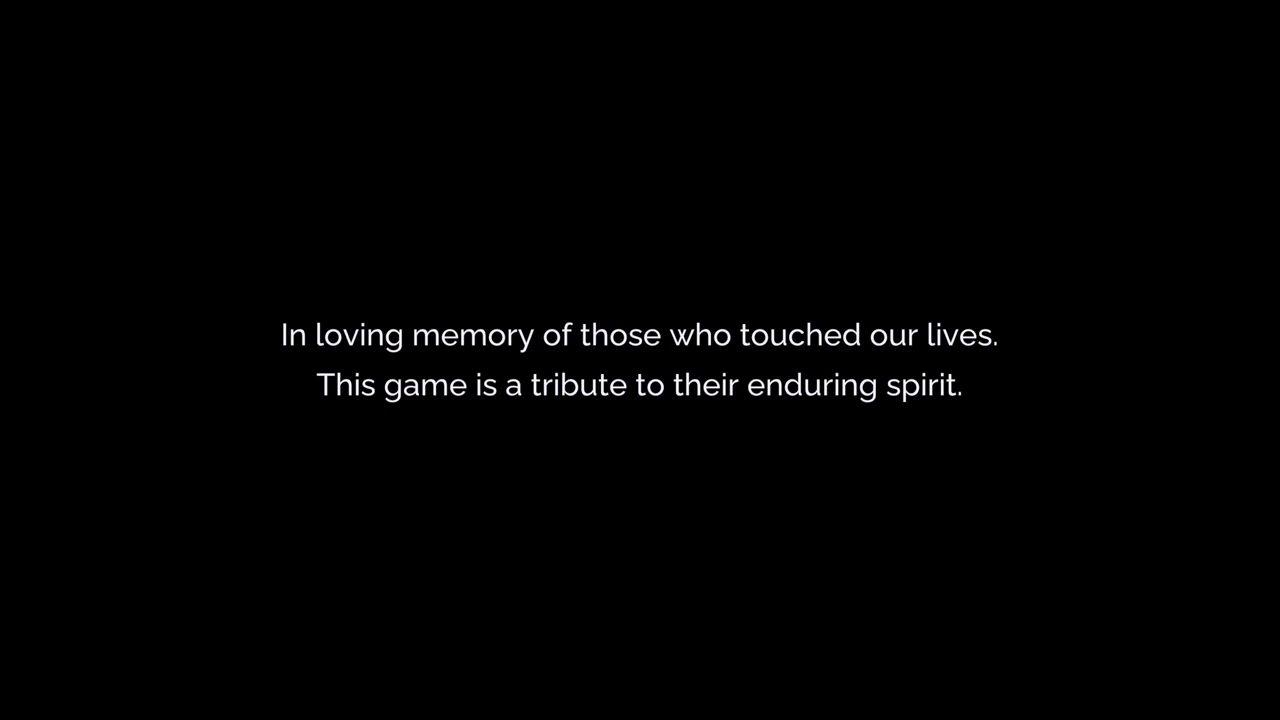 In loving memory of those who touched our lives.
This game is a tribute to their enduring spirit.